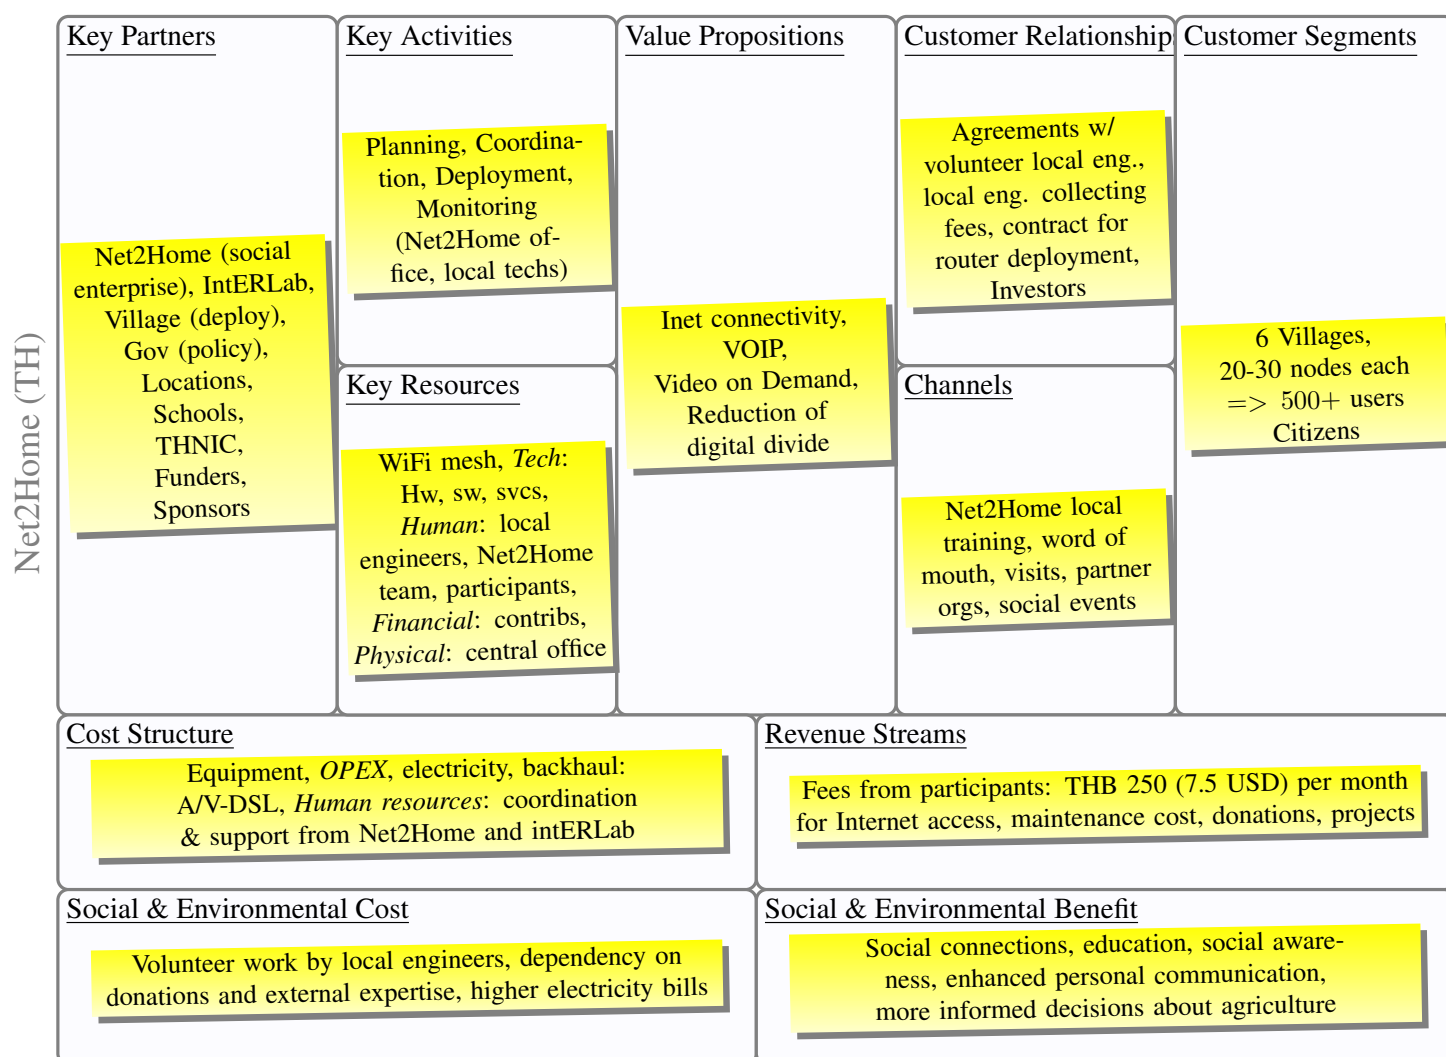 Net2Home (TH)
Key Partners
Net2Home (social
enterprise), IntERLab,
Village (deploy),
Gov (policy),
Locations,
Schools,
THNIC,
Funders,
Sponsors
Key Activities
Planning, Coordina-
tion, Deployment,
Monitoring
(Net2Home of-
fice, local techs)
Key Resources
WiFi mesh, Tech:
Hw, sw, svcs,
Human: local
engineers, Net2Home
team, participants,
Financial: contribs,
Physical: central office
Value Propositions
Inet connectivity,
VOIP,
Video on Demand,
Reduction of
digital divide
Customer Relationship
Agreements w/
volunteer local eng.,
local eng. collecting
fees, contract for
router deployment,
Investors
Channels
Net2Home local
training, word of
mouth, visits, partner
orgs, social events
Customer Segments
6 Villages,
20-30 nodes each
=> 500+ users
Citizens
Cost Structure
Equipment, OPEX, electricity, backhaul:
A/V-DSL, Human resources: coordination
& support from Net2Home and intERLab
Revenue Streams
Fees from participants: THB 250 (7.5 USD) per month
for Internet access, maintenance cost, donations, projects
Social & Environmental Cost
Volunteer work by local engineers, dependency on
donations and external expertise, higher electricity bills
Social & Environmental Benefit
Social connections, education, social aware-
ness, enhanced personal communication,
more informed decisions about agriculture